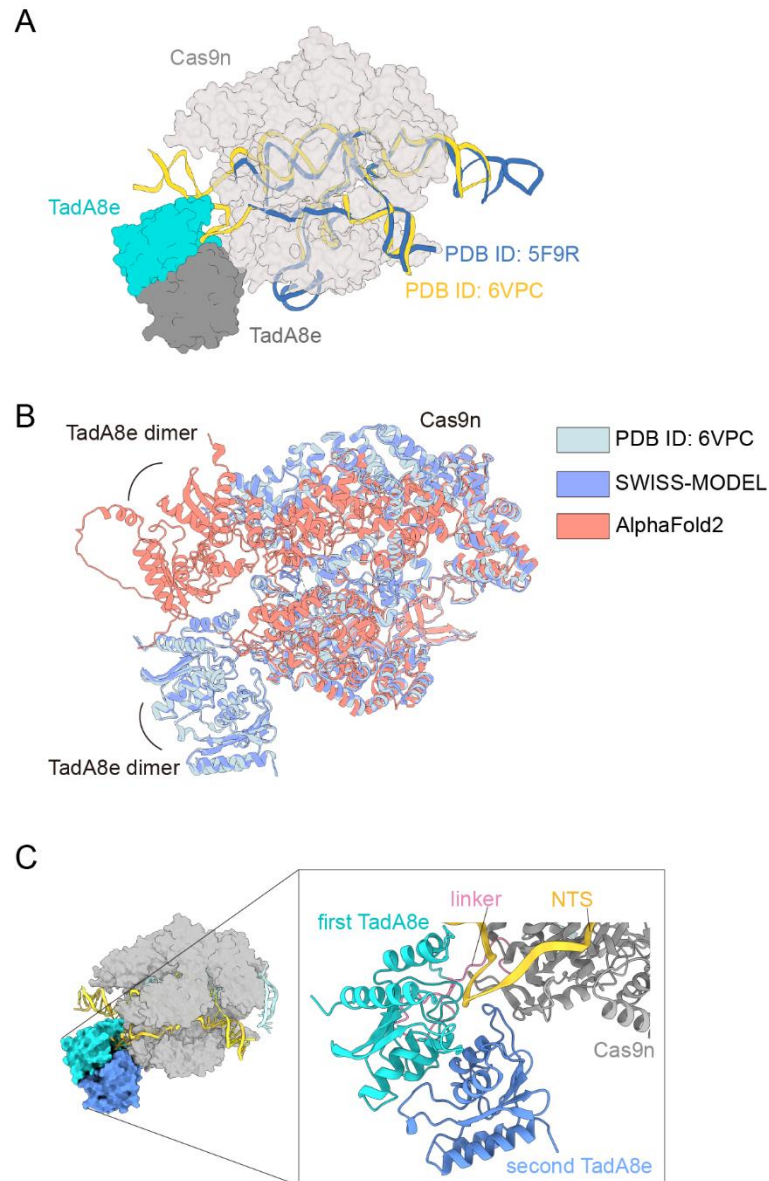 A
Cas9n
TadA8e
PDB ID: 5F9R
PDB ID: 6VPC
TadA8e
B
Cas9n
TadA8e dimer
PDB ID: 6VPC
SWISS-MODEL
AlphaFold2
TadA8e dimer
C
linker
NTS
first TadA8e
Cas9n
second TadA8e